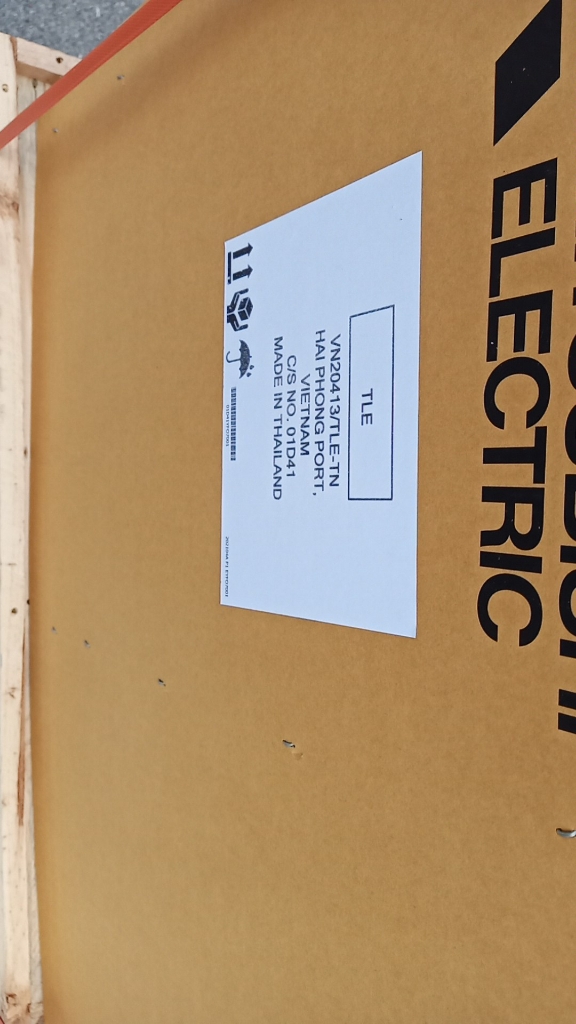 ELECTRIC
TLE
VN20413/TLE-TN
HAI PHONG PORT,
VIETNAM
C/S NO. 01D41
MADE IN THAILAND